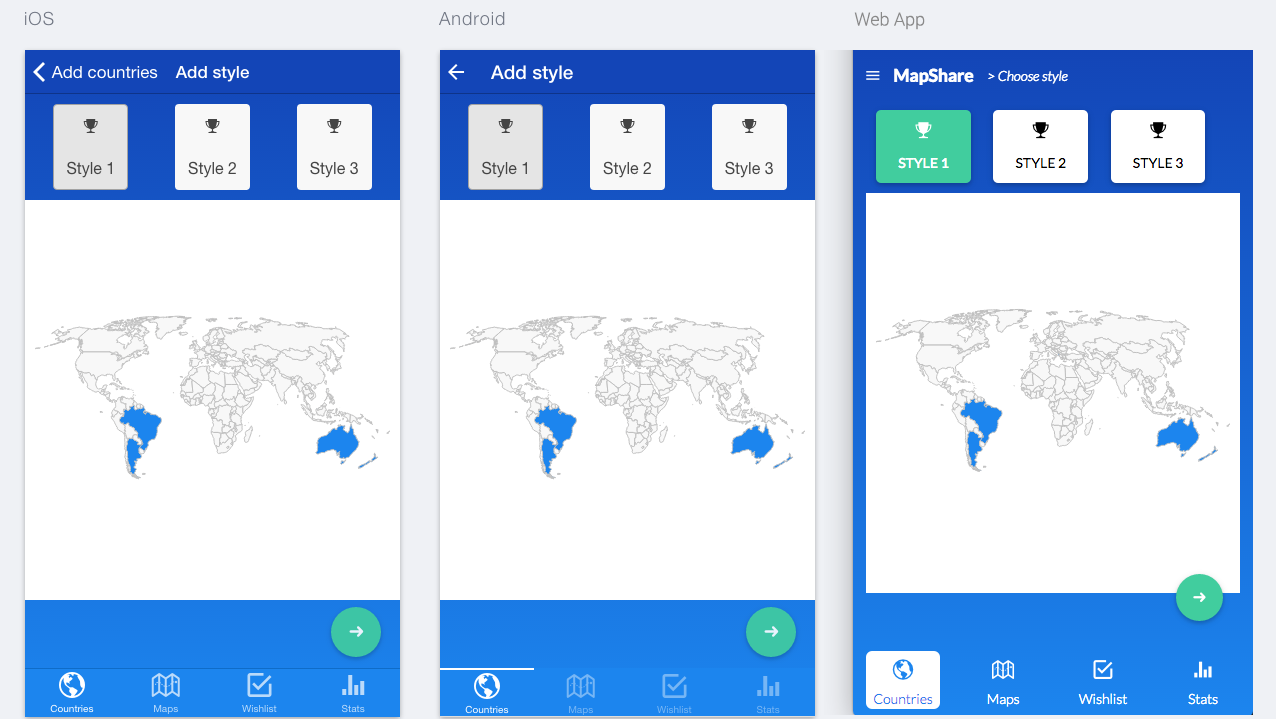 iOS
Add countries Add style
Style 1 Style 2 Style 3
Countries Maps Wishlist Stats
Android
Add style
Style 1 Style 2 Style 3
Countries Maps Wishlist Stats
Web App
MapShare > Choose style
STYLE 1 STYLE 2 STYLE 3
Countries Maps Wishlist Stats